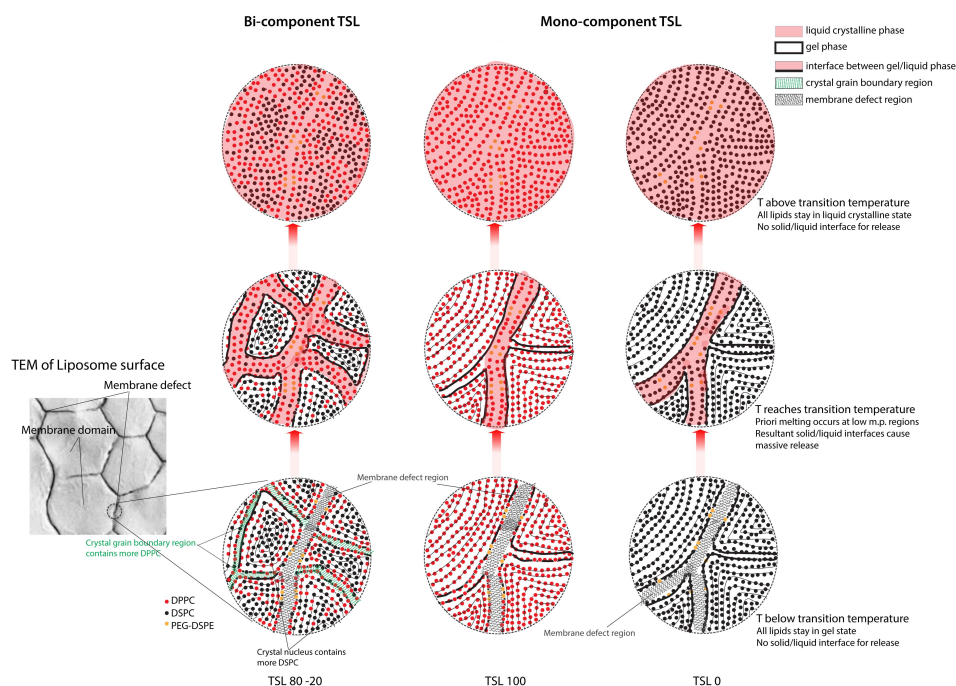 Bi-component TSL
Mono-component TSL
liquid crystalline phase
gel phase
interface between gel/liquid phase
crystal grain boundary region
membrane defect region
T above transition temperature
All lipids stay in liquid crystalline state
No solid/liquid interface for release
TEM of Liposome surface
Membrane defect
Membrane domain
T reaches transition temperature
Priori melting occurs at low m.p. regions
Resultant solid/liquid interfaces cause
massive release
Membrane defect region
Crystal grain boundary region
contains more DPPC
DPPC
DSPC
PEG-DSPE
T below transition temperature
All lipids stay in gel state
No solid/liquid interface for release
Membrane defect region
Crystal nucleus contains
more DSPC
TSL 80 -20
TSL 100
TSL 0